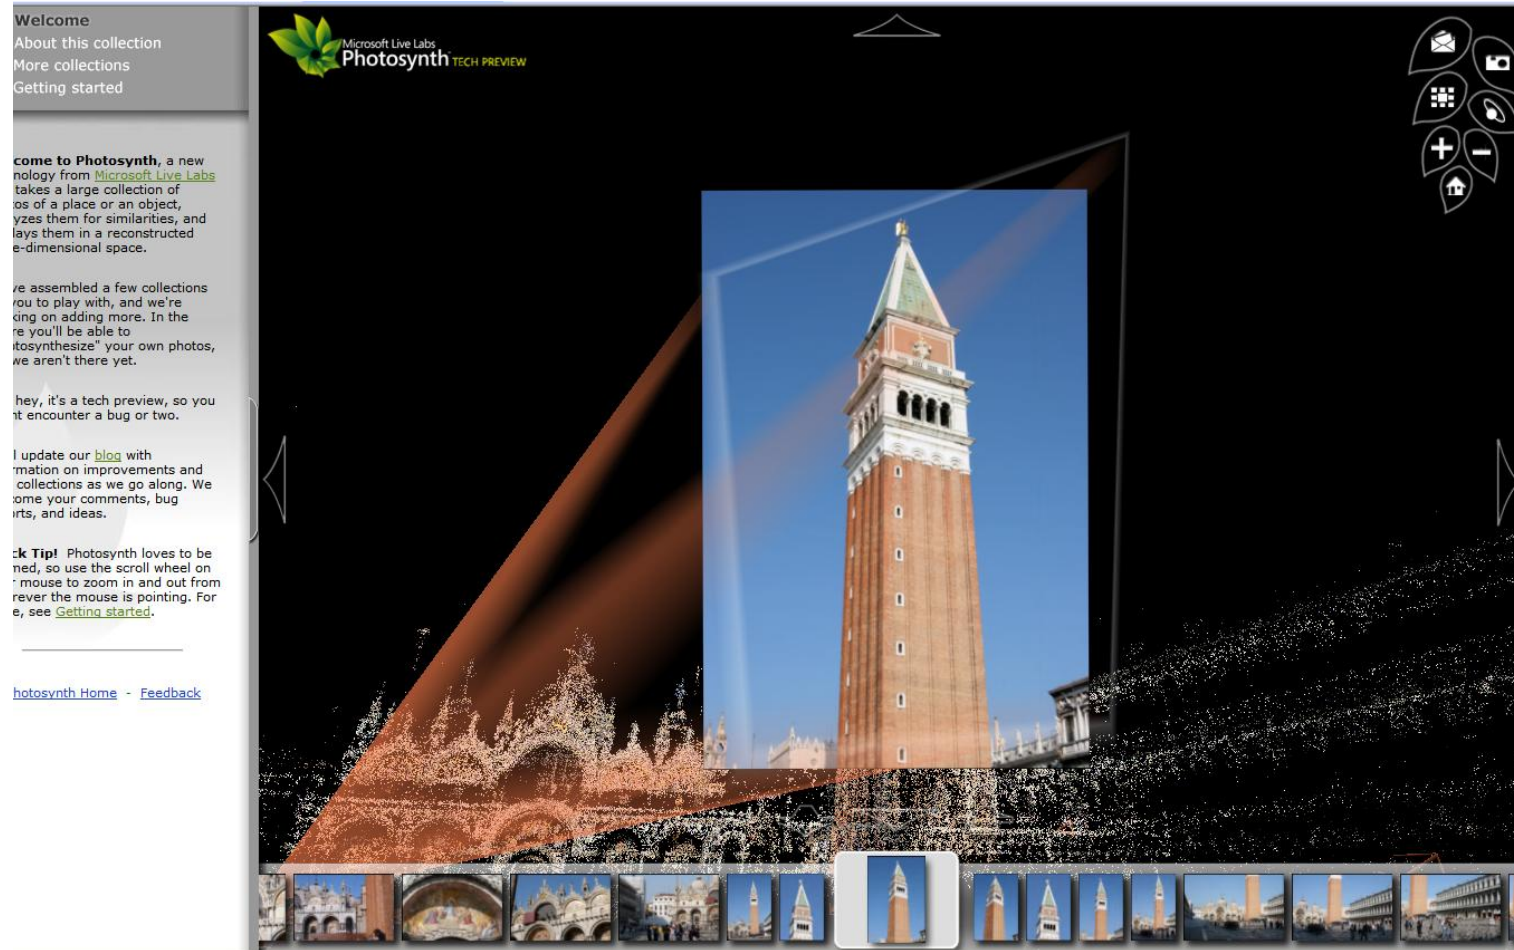 Welcome
About this collection
More collections
Getting started
come to Photosynth, a new
nology from Microsoft Live Labs
takes a large collection of
os of a place or an object,
yzes them for similarities, and
lays them in a reconstructed
e-dimensional space.
ve assembled a few collections
you to play with, and we're
king on adding more. In the
re you'll be able to
tosynthesize" your own photos,
we aren't there yet.
hey, it's a tech preview, so you
ht encounter a bug or two.
l update our blog with
rmation on improvements and
collections as we go along. We
come your comments, bug
orts, and ideas.
ck Tip! Photosynth loves to be
med, so use the scroll wheel on
r mouse to zoom in and out from
rever the mouse is pointing. For
e, see Getting started.
hotosynth Home - Feedback
Microsoft Live Labs
Photosynth TECH PREVIEW